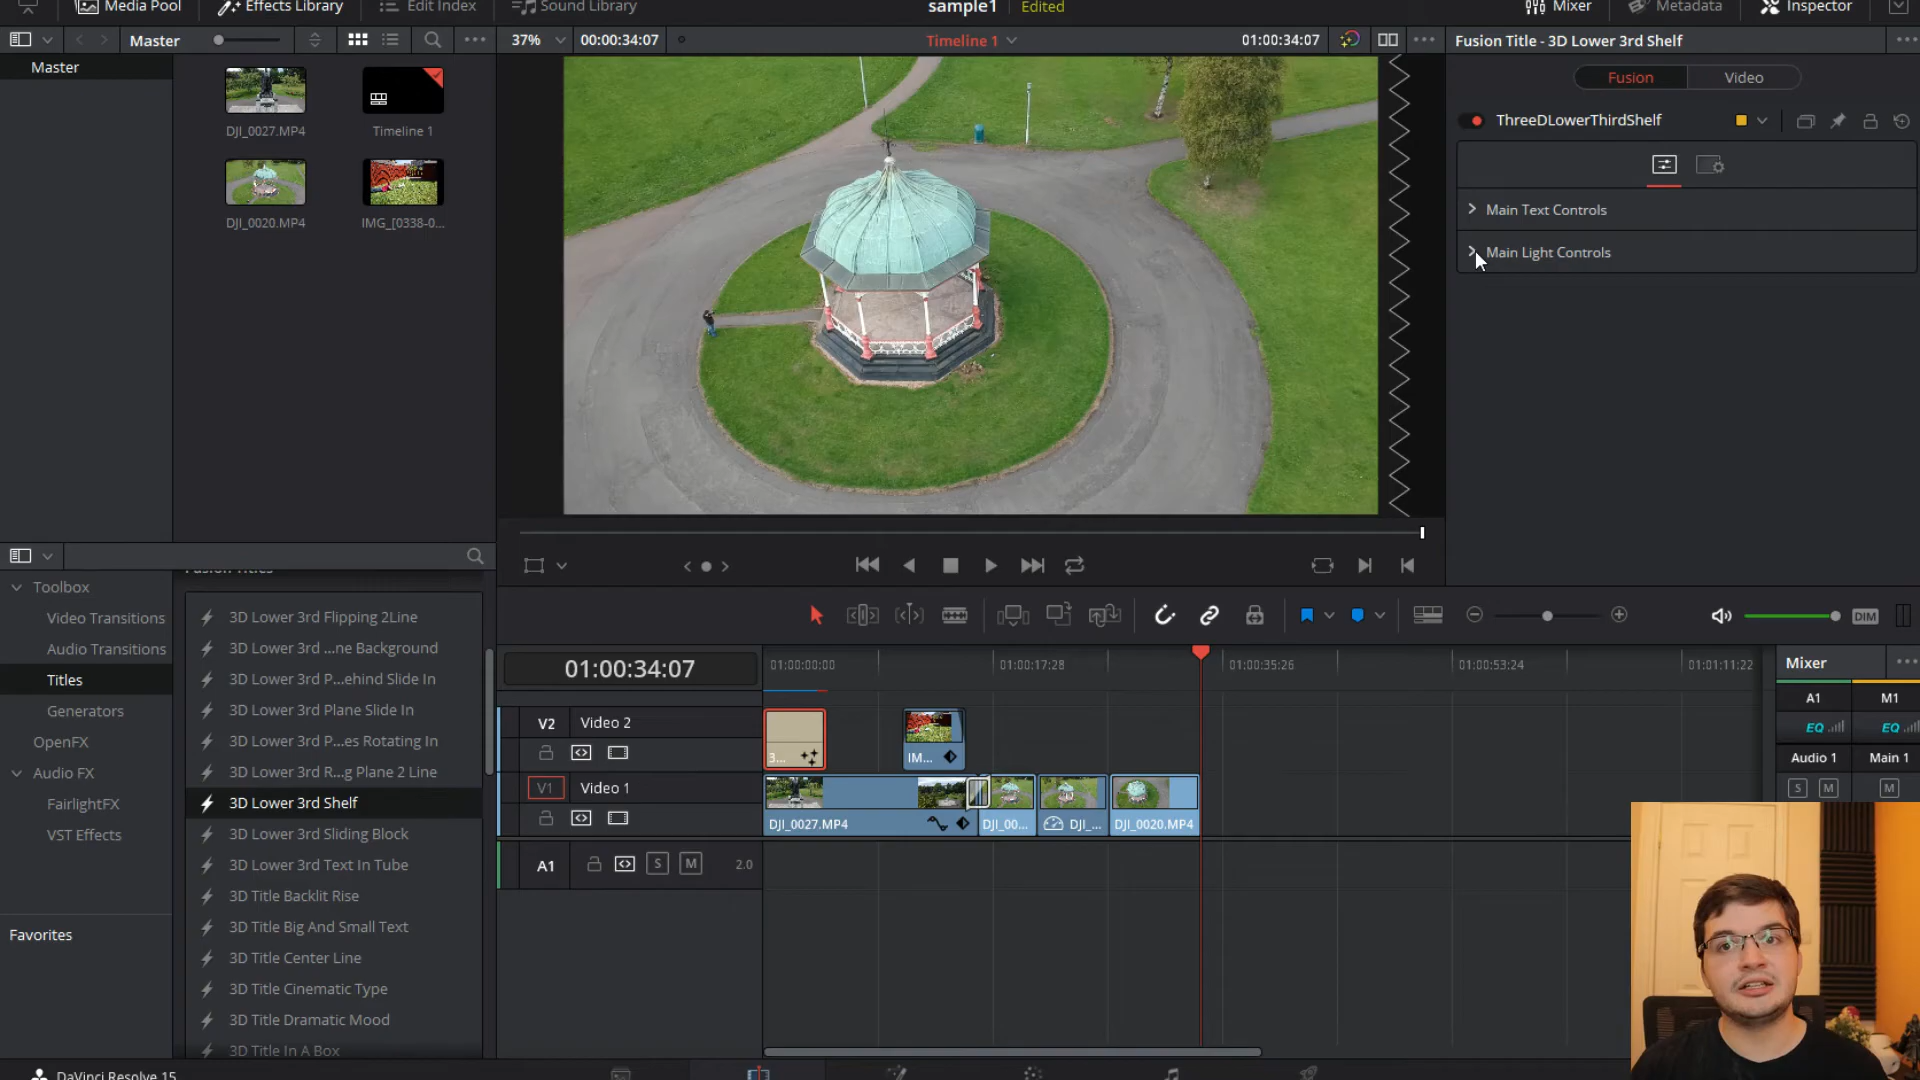 Media Pool
Effects Library
Edit Index
Sound Library
sample1
Edited
Mixer
Metadata
Inspector
Master
37%
00:00:34:07
Timeline 1
01:00:34:07
Fusion Title - 3D Lower 3rd Shelf
Master
Fusion
Video
DJI_0027.MP4
Timeline 1
ThreeDLowerThirdShelf
DJI_0020.MP4
IMG_[0338-0...
Main Text Controls
Main Light Controls
Fusion Titles
Toolbox
Video Transitions
Audio Transitions
Titles
Generators
OpenFX
Audio FX
FairlightFX
VST Effects
Favorites
3D Lower 3rd Flipping 2Line
3D Lower 3rd ...ne Background
3D Lower 3rd P...ehind Slide In
3D Lower 3rd Plane Slide In
3D Lower 3rd P...es Rotating In
3D Lower 3rd R...g Plane 2 Line
3D Lower 3rd Shelf
3D Lower 3rd Sliding Block
3D Lower 3rd Text In Tube
3D Title Backlit Rise
3D Title Big And Small Text
3D Title Center Line
3D Title Cinematic Type
3D Title Dramatic Mood
3D Title In A Box
DIM
01:00:34:07
01:00:00:00
01:00:17:28
01:00:35:26
01:00:53:24
01:01:11:22
Mixer
V2
Video 2
3...
IM...
A1
M1
EQ
EQ
Audio 1
Main 1
V1
Video 1
S
M
M
DJI_0027.MP4
DJI_00...
DJI_...
DJI_0020.MP4
A1
S
M
2.0
DaVinci Resolve 15